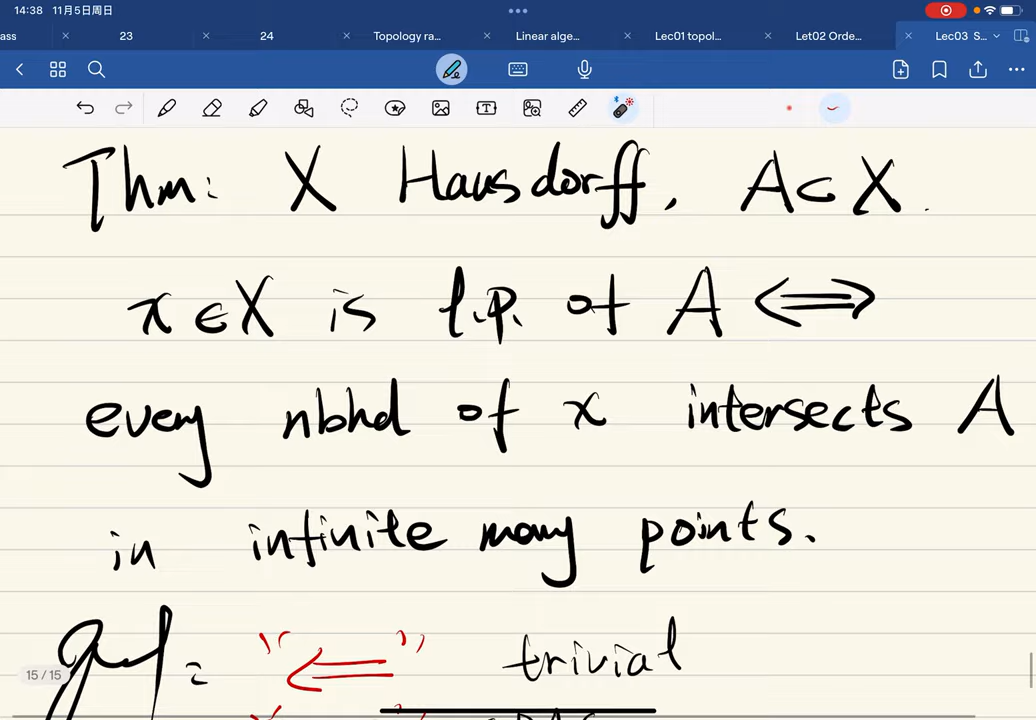 14:38 11月5日周日
ass
23
24
Topology ra...
Linear alge...
Lec01 topol...
Let02 Orde...
Lec03 S...
Thm: X Hausdorff, A⊂X.
x∈X is l.p. of A ⟺
every nbhd of x intersects A
in infinite many points.
"⟸" trivial
15 / 15